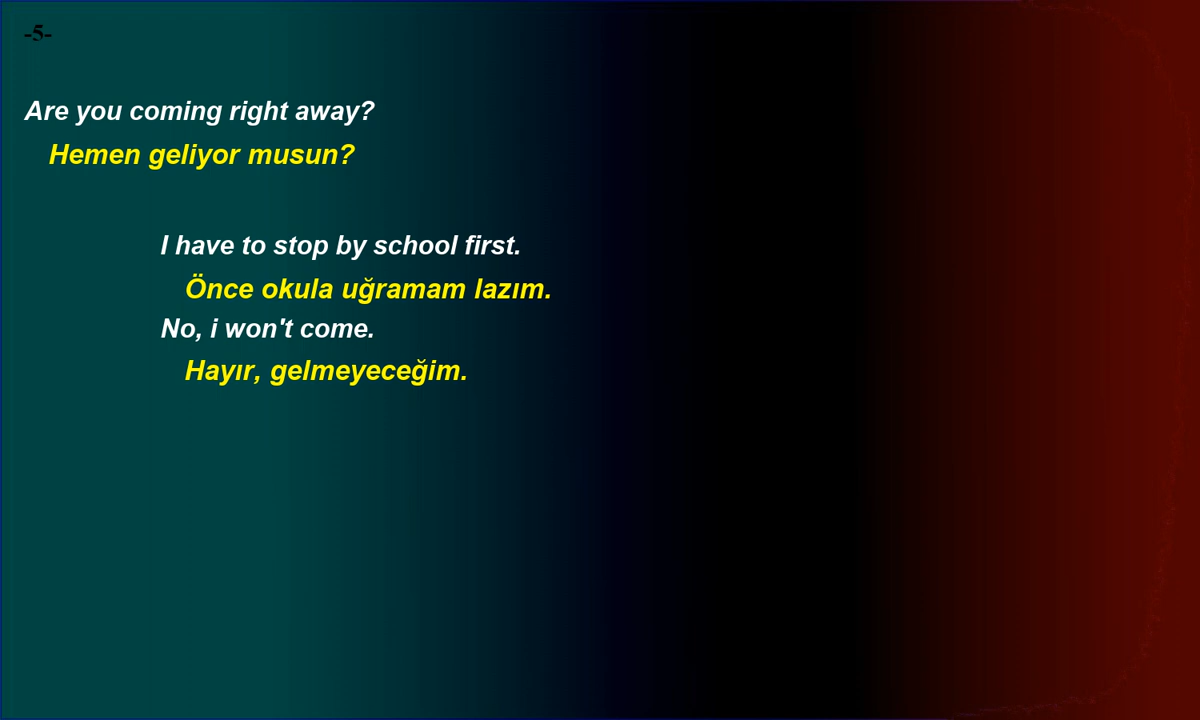 -5-
Are you coming right away?
Hemen geliyor musun?
I have to stop by school first.
Önce okula uğramam lazım.
No, i won't come.
Hayır, gelmeyeceğim.